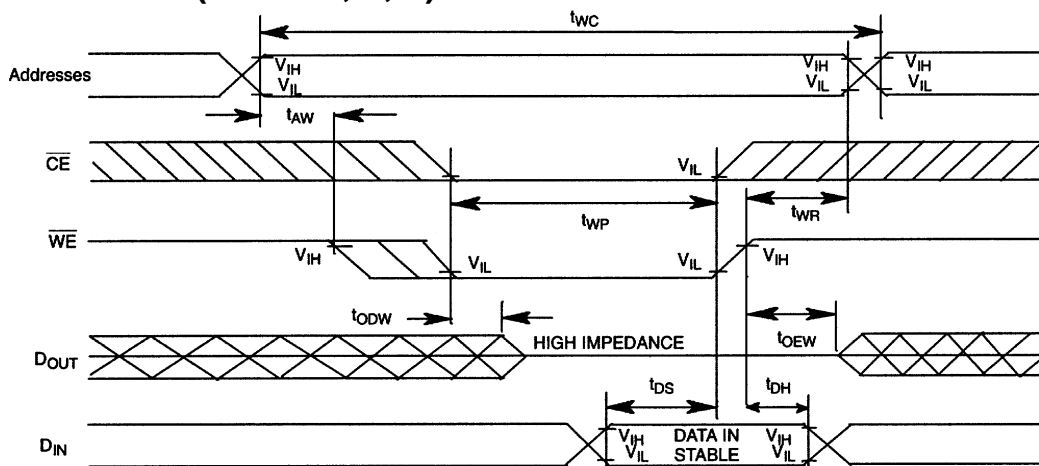 tWC
Addresses
VIH
VIL
VIH
VIL
VIH
VIL
tAW
CE
VIL
tWP
tWR
WE
VIH
VIL
VIL
VIH
tODW
tOEW
DOUT
HIGH IMPEDANCE
tDS
tDH
DIN
VIH
VIL
DATA IN
STABLE
VIH
VIL